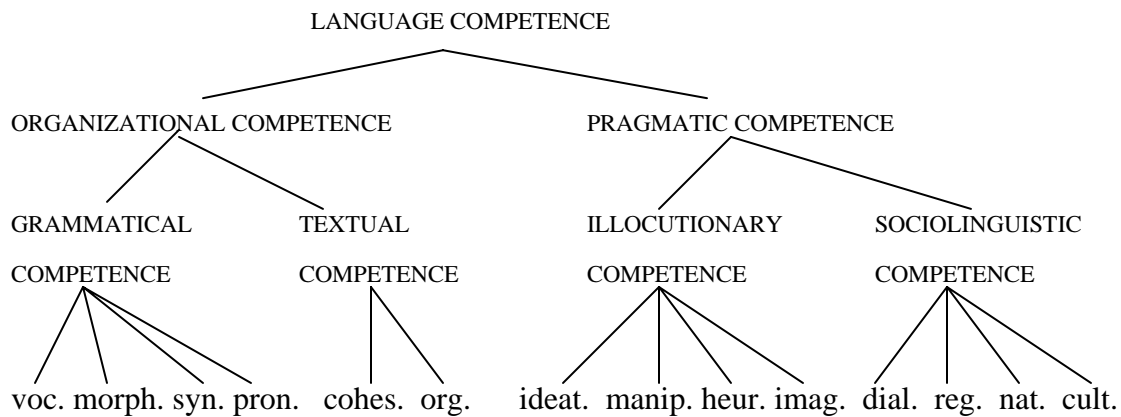 LANGUAGE COMPETENCE
ORGANIZATIONAL COMPETENCE PRAGMATIC COMPETENCE
GRAMMATICAL TEXTUAL ILLOCUTIONARY SOCIOLINGUISTIC
COMPETENCE COMPETENCE COMPETENCE COMPETENCE
voc. morph. syn. pron. cohes. org. ideat. manip. heur. imag. dial. reg. nat. cult.